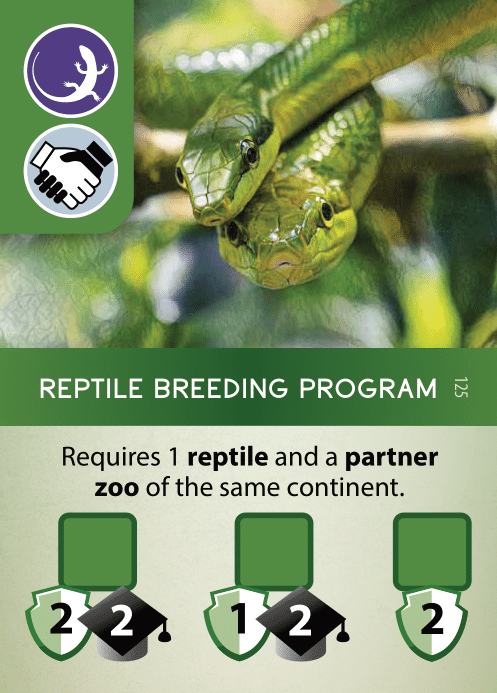 REPTILE BREEDING PROGRAM 125
Requires 1 reptile and a partner
zoo of the same continent.
2 2 1 2 2